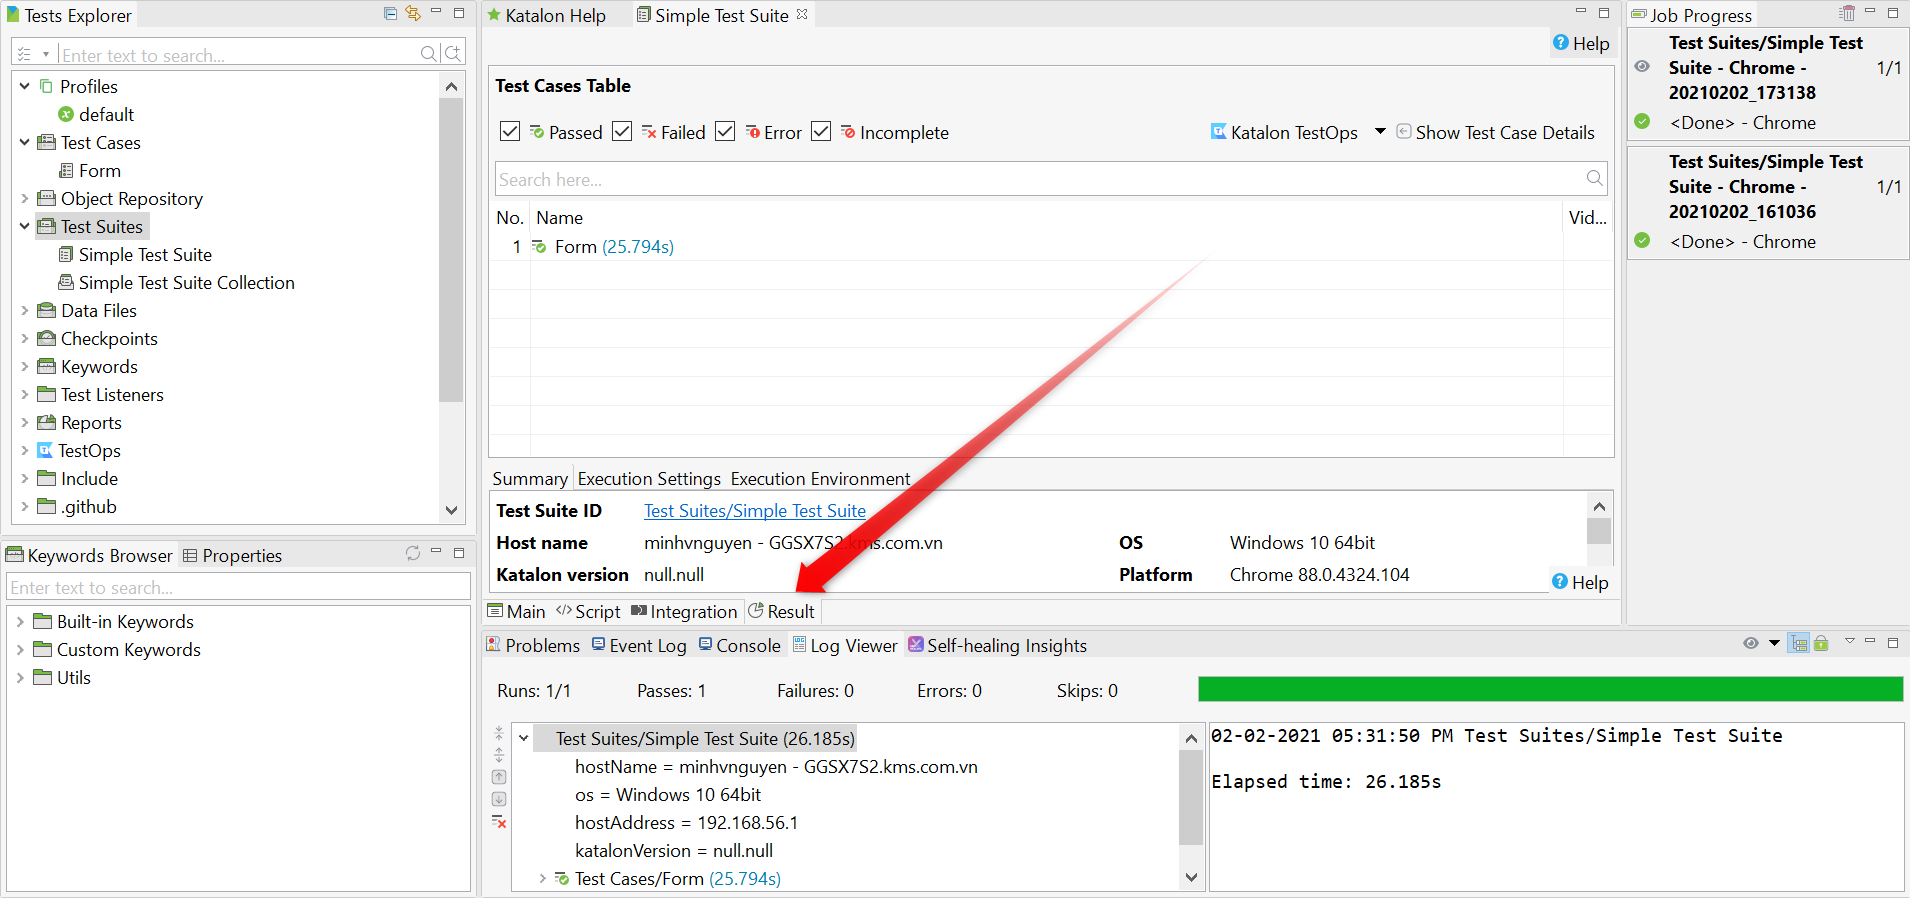 Tests Explorer
Enter text to search...
Profiles
default
Test Cases
Form
Object Repository
Test Suites
Simple Test Suite
Simple Test Suite Collection
Data Files
Checkpoints
Keywords
Test Listeners
Reports
TestOps
Include
.github
Keywords Browser Properties
Enter text to search...
Built-in Keywords
Custom Keywords
Utils
Katalon Help Simple Test Suite
Help
Test Cases Table
Passed Failed Error Incomplete Katalon TestOps Show Test Case Details
Search here...
No. Name Vid...
1 Form (25.794s)
Summary Execution Settings Execution Environment
Test Suite ID Test Suites/Simple Test Suite
Host name minhvnguyen - GGSX7S2.kms.com.vn OS Windows 10 64bit
Katalon version null.null Platform Chrome 88.0.4324.104
Help
Main Script Integration Result
Problems Event Log Console Log Viewer Self-healing Insights
Runs: 1/1 Passes: 1 Failures: 0 Errors: 0 Skips: 0
Test Suites/Simple Test Suite (26.185s)
hostName = minhvnguyen - GGSX7S2.kms.com.vn
os = Windows 10 64bit
hostAddress = 192.168.56.1
katalonVersion = null.null
Test Cases/Form (25.794s)
02-02-2021 05:31:50 PM Test Suites/Simple Test Suite
Elapsed time: 26.185s
Job Progress
Test Suites/Simple Test
Suite - Chrome - 1/1
20210202_173138
<Done> - Chrome
Test Suites/Simple Test
Suite - Chrome - 1/1
20210202_161036
<Done> - Chrome